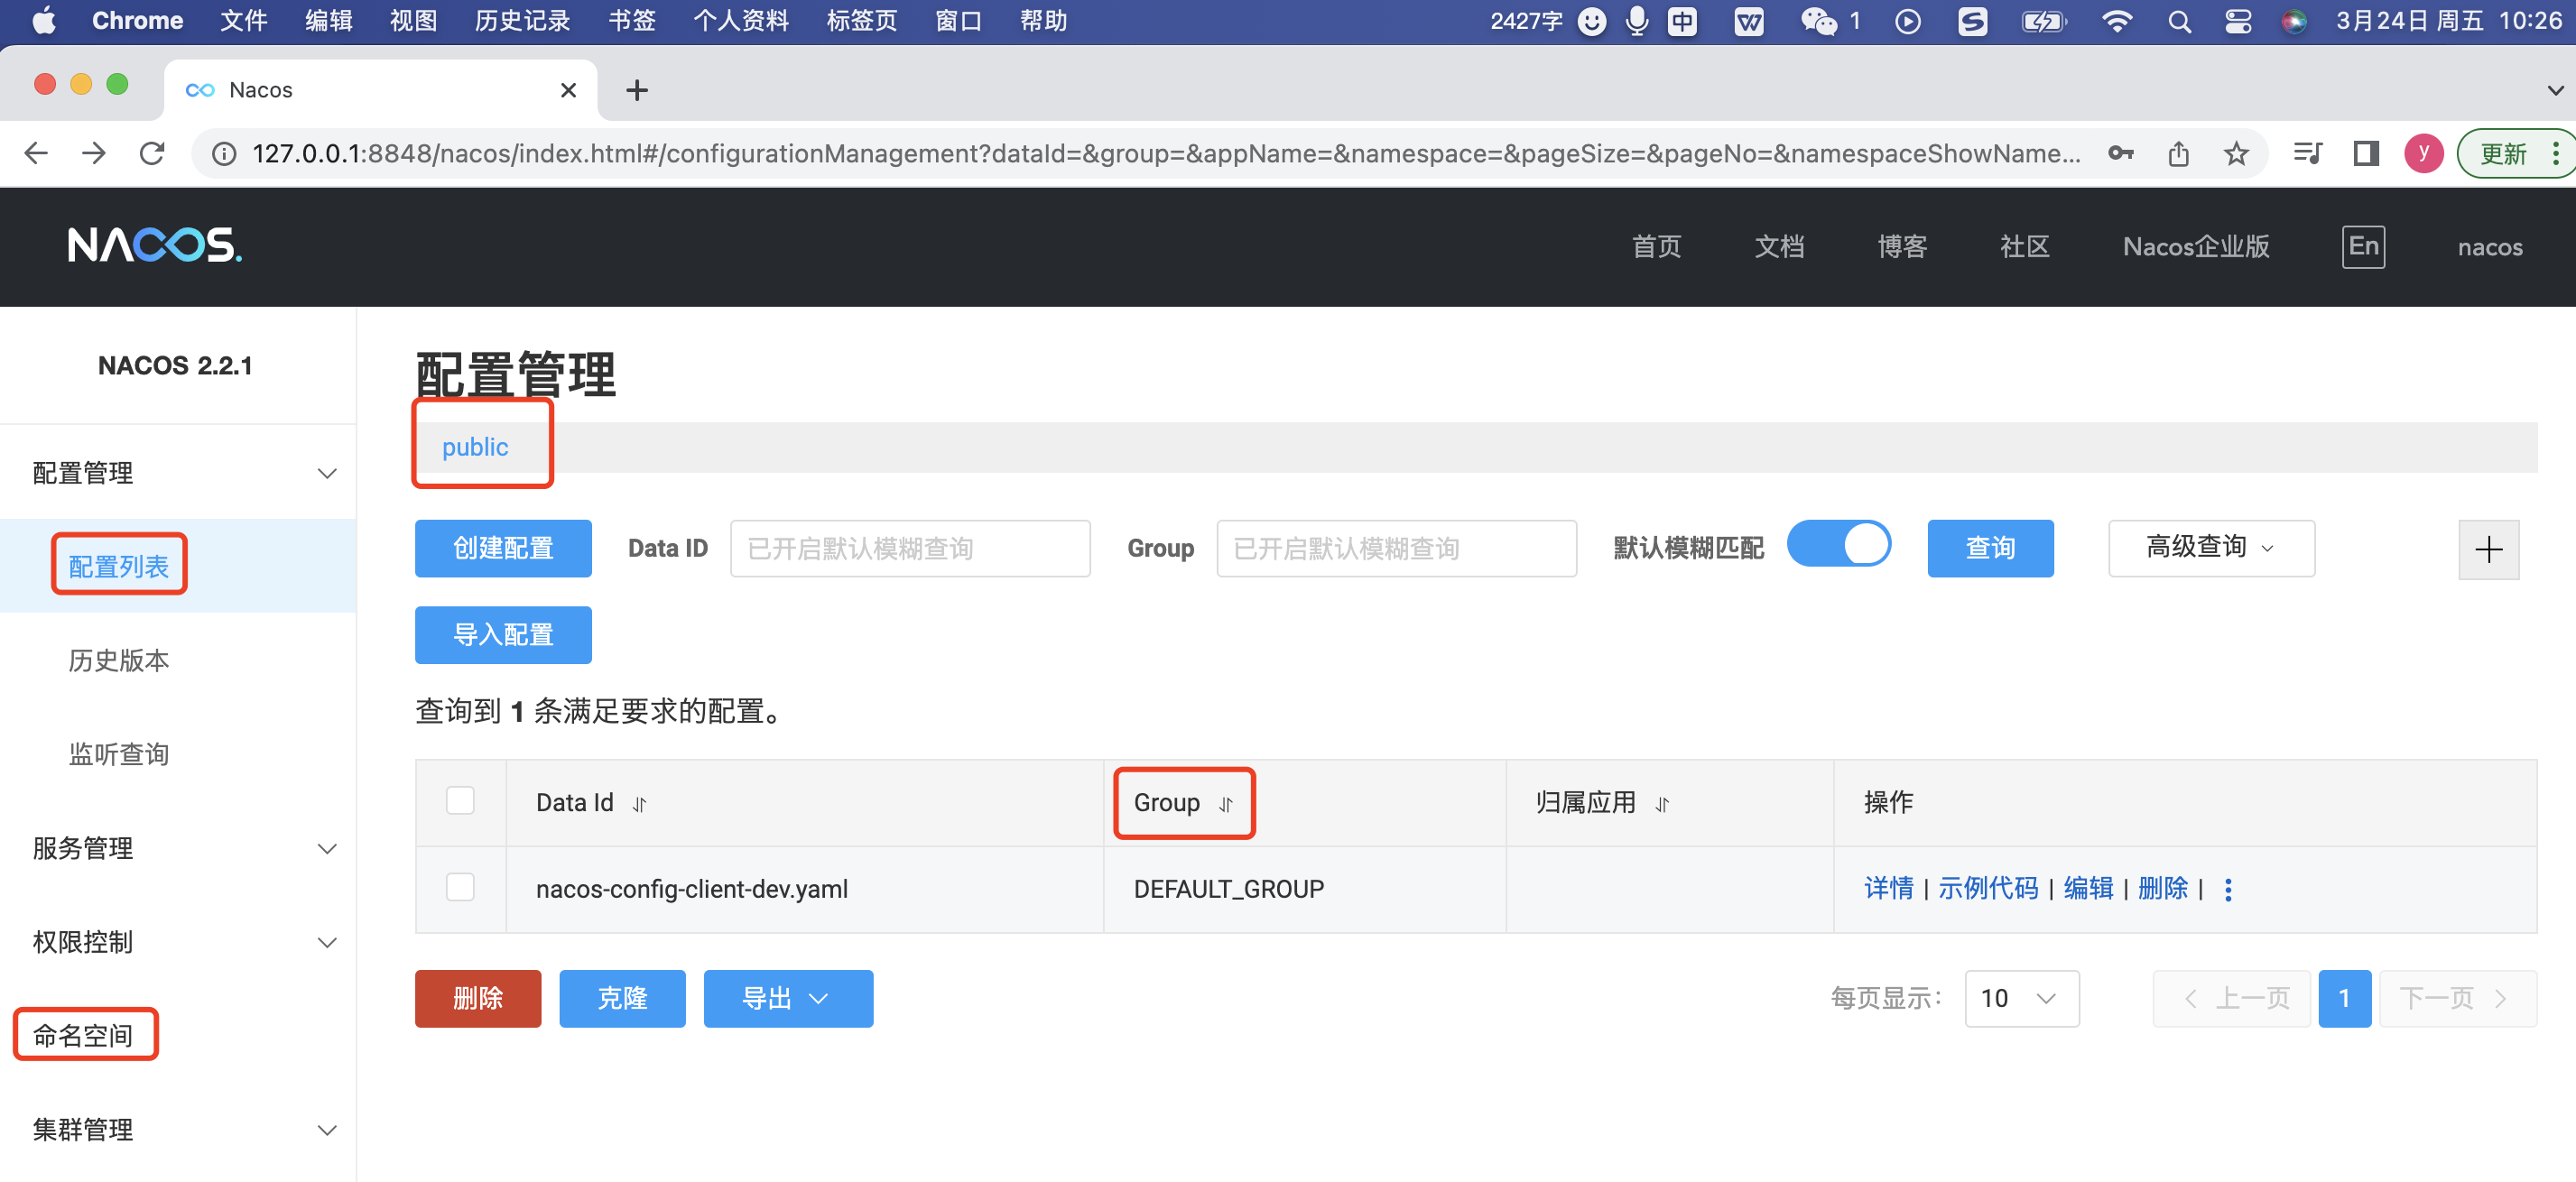 Chrome 文件 编辑 视图 历史记录 书签 个人资料 标签页 窗口 帮助 2427字 中 W 1 S 3月24日 周五 10:26
Nacos
127.0.0.1:8848/nacos/index.html#/configurationManagement?dataId=&group=&appName=&namespace=&pageSize=&pageNo=&namespaceShowName... y 更新
NACOS. 首页 文档 博客 社区 Nacos企业版 En nacos
NACOS 2.2.1
配置管理
配置列表
历史版本
监听查询
服务管理
权限控制
命名空间
集群管理
配置管理
public
创建配置 Data ID 已开启默认模糊查询 Group 已开启默认模糊查询 默认模糊匹配 查询 高级查询
导入配置
查询到 1 条满足要求的配置。
Data Id Group 归属应用 操作
nacos-config-client-dev.yaml DEFAULT_GROUP 详情 | 示例代码 | 编辑 | 删除 |
删除 克隆 导出 每页显示: 10 上一页 1 下一页